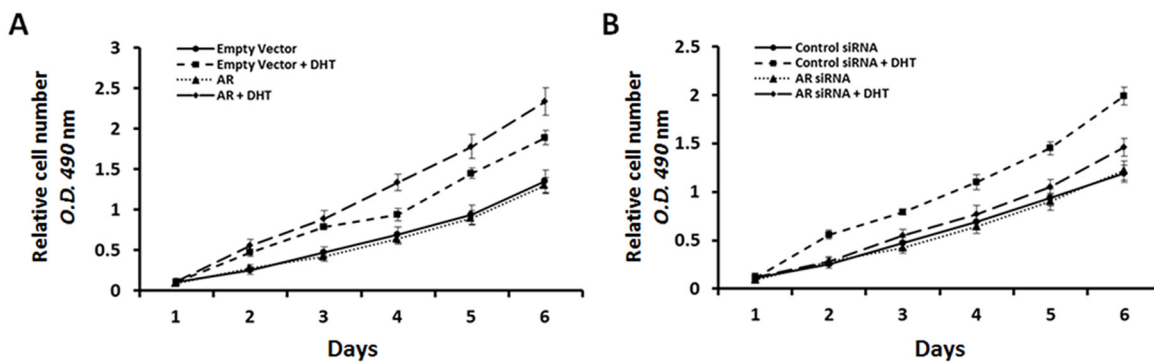 A
Relative cell number
O.D. 490 nm
3
2.5
2
1.5
1
0.5
0
Empty Vector
Empty Vector + DHT
AR
AR + DHT
1 2 3 4 5 6
Days
B
Relative cell number
O.D. 490 nm
2.5
2
1.5
1
0.5
0
Control siRNA
Control siRNA + DHT
AR siRNA
AR siRNA + DHT
1 2 3 4 5 6
Days